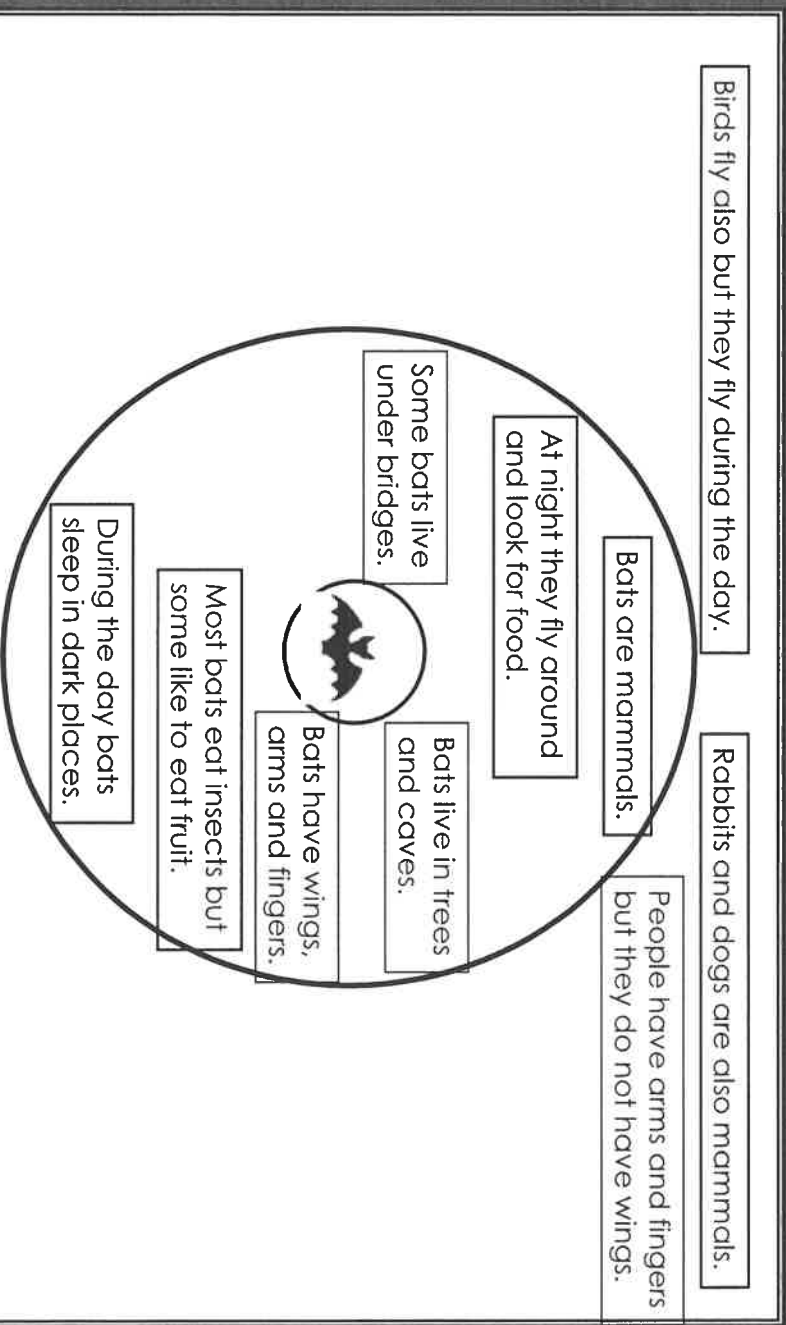 Birds fly also but they fly during the day.
Rabbits and dogs are also mammals.
People have arms and fingers
but they do not have wings.
Bats are mammals.
At night they fly around
and look for food.
Some bats live
under bridges.
Bats live in trees
and caves.
Bats have wings,
arms and fingers.
Most bats eat insects but
some like to eat fruit.
During the day bats
sleep in dark places.